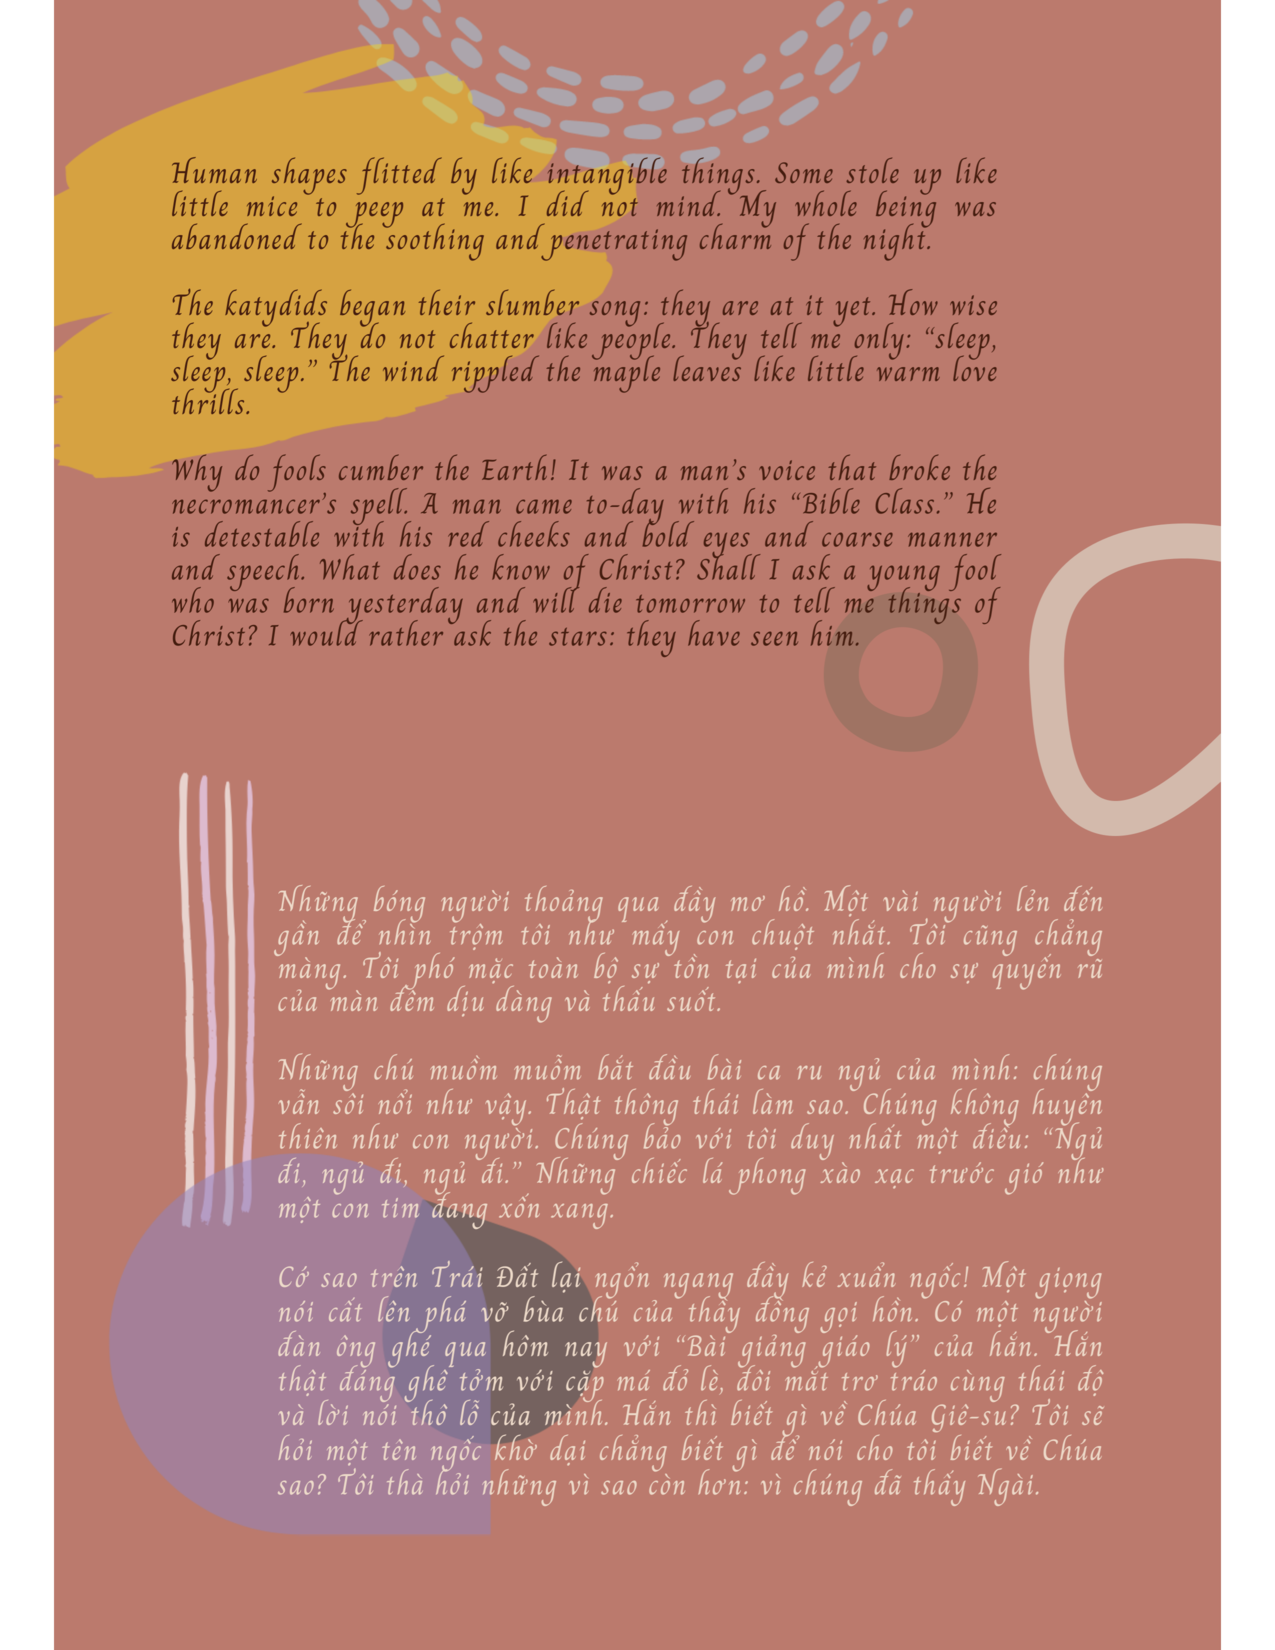 Human shapes flitted by like intangible things. Some stole up like
little mice to peep at me. I did not mind. My whole being was
abandoned to the soothing and penetrating charm of the night.
The katydids began their slumber song: they are at it yet. How wise
they are. They do not chatter like people. They tell me only: “sleep,
sleep, sleep.” The wind rippled the maple leaves like little warm love
thrills.
Why do fools cumber the Earth! It was a man’s voice that broke the
necromancer’s spell. A man came to-day with his “Bible Class.” He
is detestable with his red cheeks and bold eyes and coarse manner
and speech. What does he know of Christ? Shall I ask a young fool
who was born yesterday and will die tomorrow to tell me things of
Christ? I would rather ask the stars: they have seen him.
Những bóng người thoảng qua đầy mơ hồ. Một vài người lẻn đến
gần để nhìn trộm tôi như mấy con chuột nhắt. Tôi cũng chẳng
màng. Tôi phó mặc toàn bộ sự tồn tại của mình cho sự quyến rũ
của màn đêm dịu dàng và thấu suốt.
Những chú muồm muỗm bắt đầu bài ca ru ngủ của mình: chúng
vẫn sôi nổi như vậy. Thật thông thái làm sao. Chúng không huyên
thiên như con người. Chúng bảo với tôi duy nhất một điều: “Ngủ
đi, ngủ đi, ngủ đi.” Những chiếc lá phong xào xạc trước gió như
một con tim đang xốn xang.
Cớ sao trên Trái Đất lại ngổn ngang đầy kẻ xuẩn ngốc! Một giọng
nói cất lên phá vỡ bùa chú của thầy đồng gọi hồn. Có một người
đàn ông ghé qua hôm nay với “Bài giảng giáo lý” của hắn. Hắn
thật đáng ghê tởm với cặp má đỏ lè, đôi mắt trơ tráo cùng thái độ
và lời nói thô lỗ của mình. Hắn thì biết gì về Chúa Giê-su? Tôi sẽ
hỏi một tên ngốc khờ dại chẳng biết gì để nói cho tôi biết về Chúa
sao? Tôi thà hỏi những vì sao còn hơn: vì chúng đã thấy Ngài.